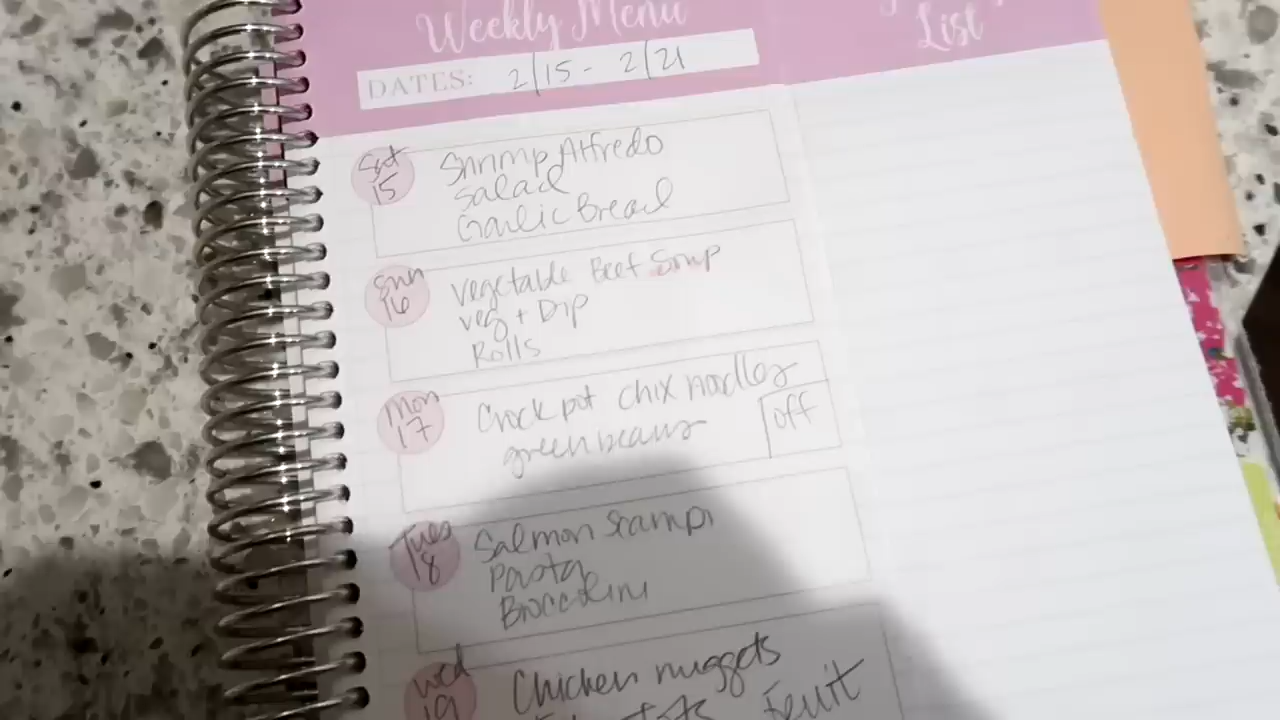 Weekly Menu
List
DATES: 2/15 - 2/21
Sat 15
Shrimp Alfredo
Salad
Garlic Bread
Sun 16
Vegetable Beef Soup
Veg + Dip
Rolls
Mon 17
Crock pot chix noodles
green beans
off
Tues 18
Salmon Scampi
Pasta
Broccolini
Wed 19
Chicken nuggets
Fruit